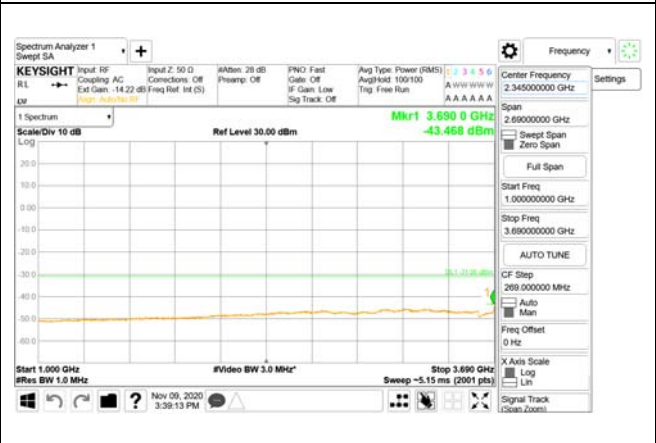 Spectrum Analyzer 1
Swept SA
Frequency
KEYSIGHT
R L
Input: RF
Coupling: AC
Ext Gain: -14.22 dB
Align: Auto/No RF
Input Z: 50 Ω
Corrections: Off
Freq Ref: Int (S)
#Atten: 28 dB
Preamp: Off
PNO: Fast
Gate: Off
IF Gain: Low
Sig Track: Off
Avg Type: Power (RMS)
Avg|Hold: 100/100
Trig: Free Run
1 2 3 4 5 6
A W W W W W
A A A A A A
1 Spectrum
Scale/Div 10 dB
Log
Ref Level 30.00 dBm
Mkr1 3.690 0 GHz
-43.468 dBm
20.0
10.0
0.00
-10.0
-20.0
-30.0
-40.0
-50.0
-60.0
1
Start 1.000 GHz
#Res BW 1.0 MHz
#Video BW 3.0 MHz*
Stop 3.690 GHz
Sweep ~5.15 ms (2001 pts)
Nov 09, 2020
3:39:13 PM
Center Frequency
2.345000000 GHz
Settings
Span
2.69000000 GHz
Swept Span
Zero Span
Full Span
Start Freq
1.000000000 GHz
Stop Freq
3.690000000 GHz
AUTO TUNE
CF Step
269.000000 MHz
Auto
Man
Freq Offset
0 Hz
X Axis Scale
Log
Lin
Signal Track
(Span Zoom)